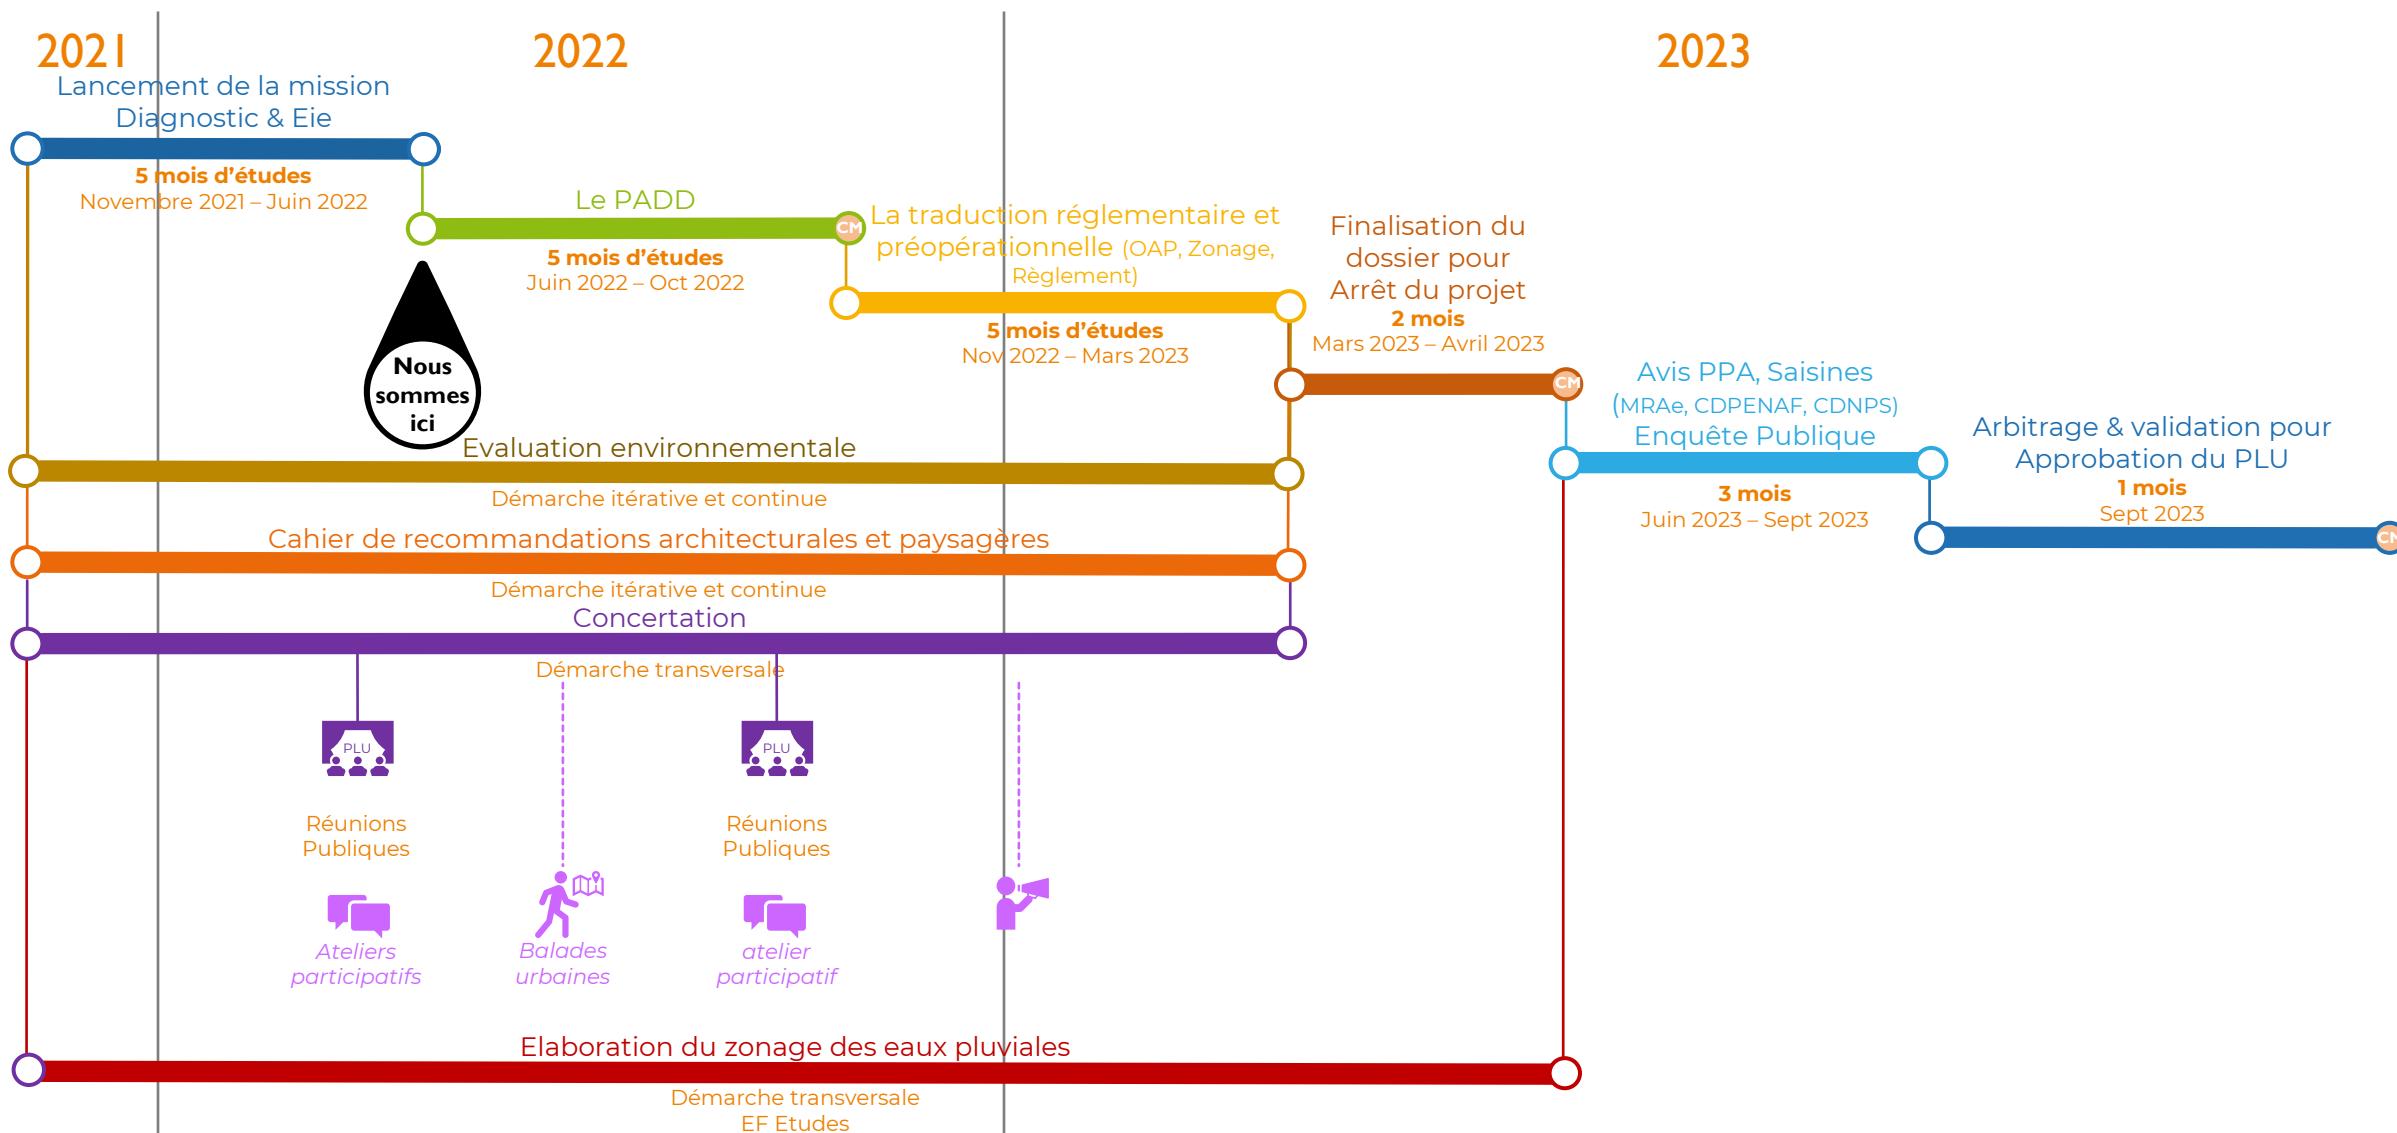 2021
2022
2023
Lancement de la mission
Diagnostic & Eie
5 mois d’études
Novembre 2021 – Juin 2022
Le PADD
CM
5 mois d’études
Juin 2022 – Oct 2022
La traduction réglementaire et
préopérationnelle (OAP, Zonage,
Règlement)
5 mois d’études
Nov 2022 – Mars 2023
Finalisation du
dossier pour
Arrêt du projet
2 mois
Mars 2023 – Avril 2023
CM
Avis PPA, Saisines
(MRAe, CDPENAF, CDNPS)
Enquête Publique
3 mois
Juin 2023 – Sept 2023
Arbitrage & validation pour
Approbation du PLU
1 mois
Sept 2023
CM
Nous
sommes
ici
Evaluation environnementale
Démarche itérative et continue
Cahier de recommandations architecturales et paysagères
Démarche itérative et continue
Concertation
Démarche transversale
PLU
PLU
Réunions
Publiques
Réunions
Publiques
Ateliers
participatifs
Balades
urbaines
atelier
participatif
Elaboration du zonage des eaux pluviales
Démarche transversale
EF Etudes